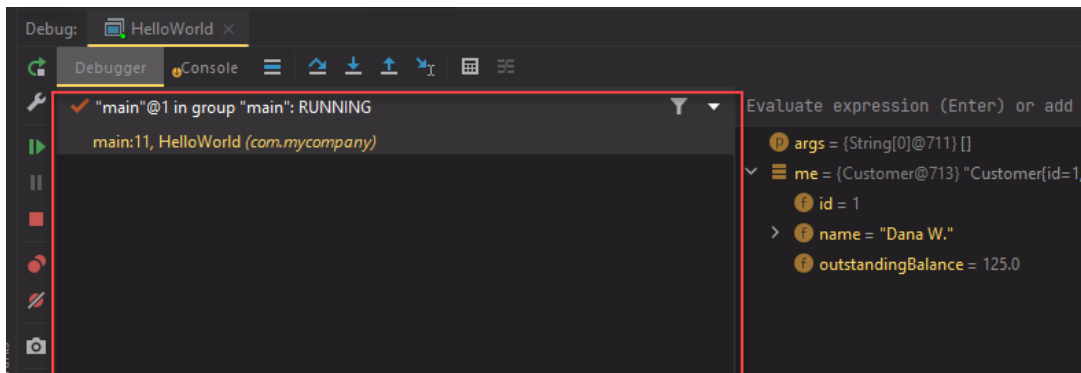 Debug: HelloWorld
Debugger Console
"main"@1 in group "main": RUNNING
main:11, HelloWorld (com.mycompany)
Evaluate expression (Enter) or add
args = {String[0]@711} []
me = {Customer@713} "Customer{id=1,
id = 1
name = "Dana W."
outstandingBalance = 125.0